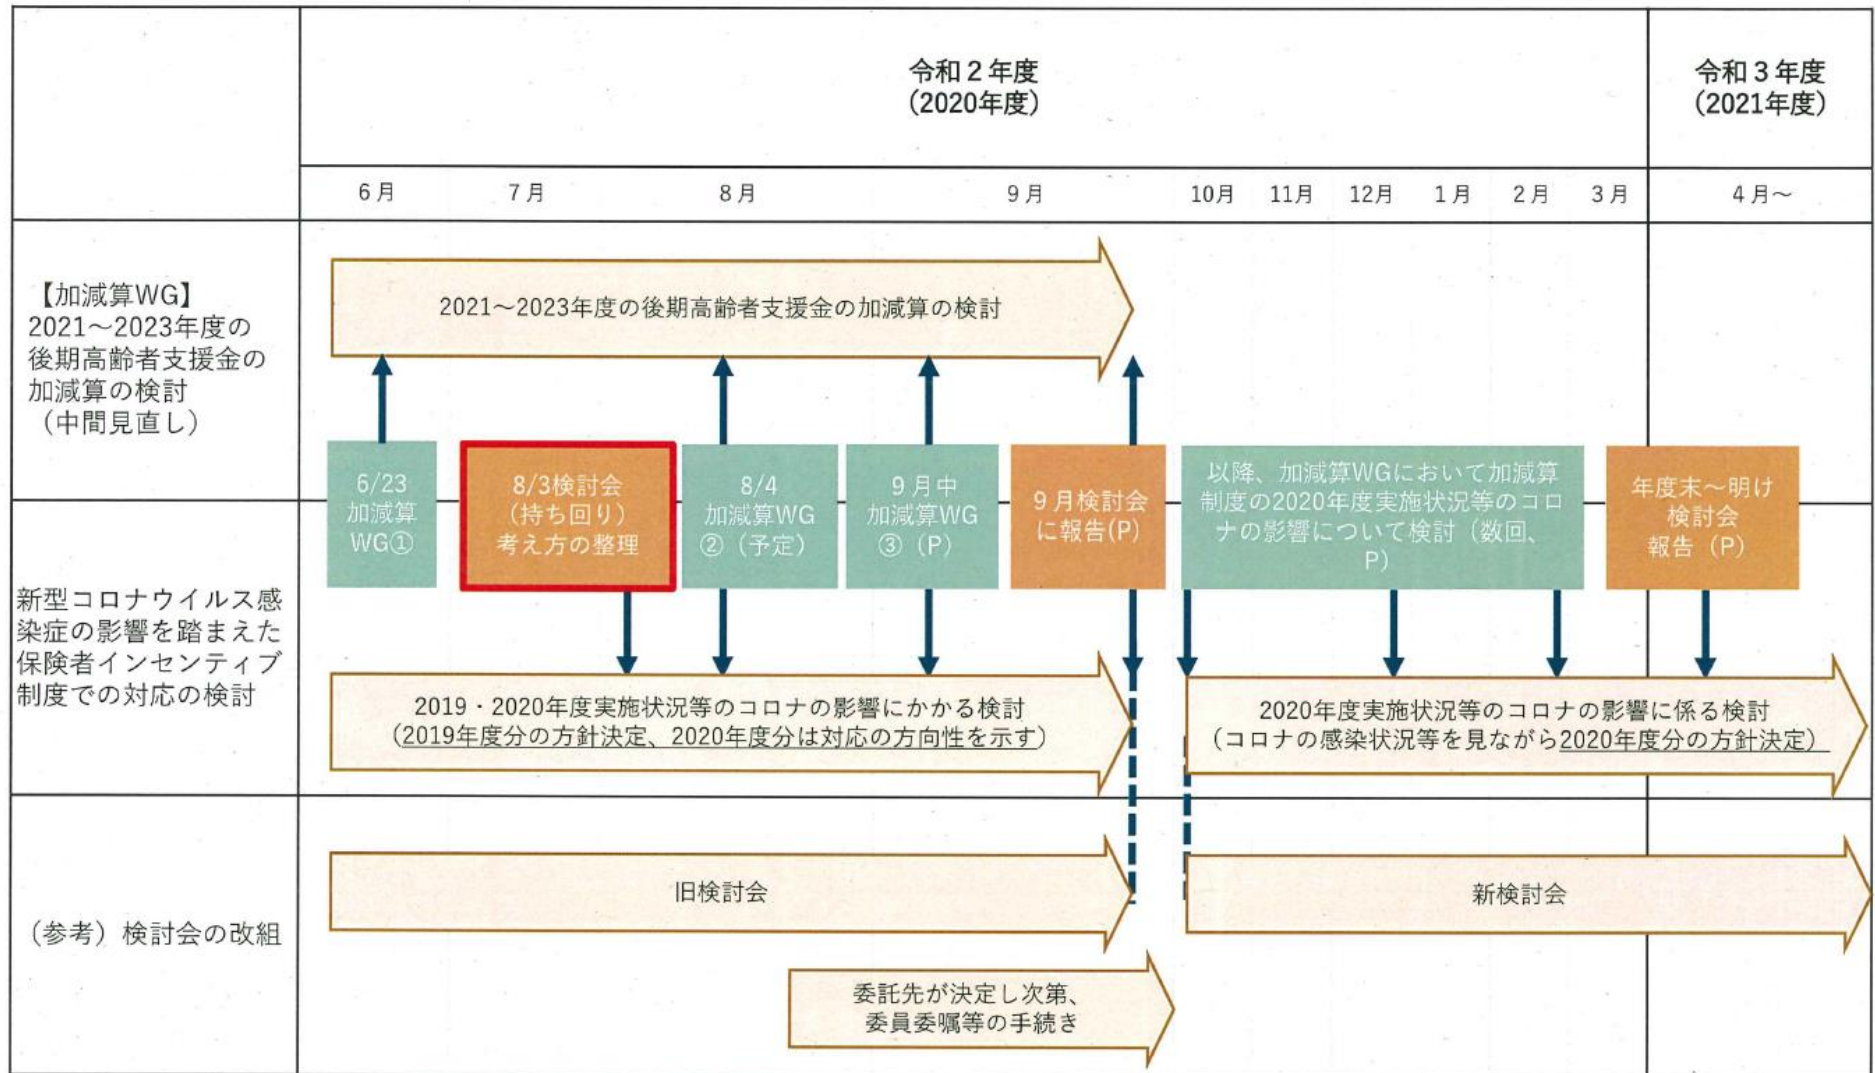 令和２年度
（2020年度）
令和３年度
（2021年度）
６月
７月
８月
９月
10月
11月
12月
１月
２月
３月
４月～
【加減算WG】
2021～2023年度の
後期高齢者支援金の
加減算の検討
（中間見直し）
2021～2023年度の後期高齢者支援金の加減算の検討
6/23
加減算
WG①
8/3検討会
（持ち回り）
考え方の整理
8/4
加減算WG
②（予定）
９月中
加減算WG
③（P）
９月検討会
に報告(P)
以降、加減算WGにおいて加減算
制度の2020年度実施状況等のコロ
ナの影響について検討（数回、
P）
年度末～明け
検討会
報告（P）
新型コロナウイルス感
染症の影響を踏まえた
保険者インセンティブ
制度での対応の検討
2019・2020年度実施状況等のコロナの影響にかかる検討
（2019年度分の方針決定、2020年度分は対応の方向性を示す）
2020年度実施状況等のコロナの影響に係る検討
（コロナの感染状況等を見ながら2020年度分の方針決定）
（参考）検討会の改組
旧検討会
新検討会
委託先が決定し次第、
委員委嘱等の手続き